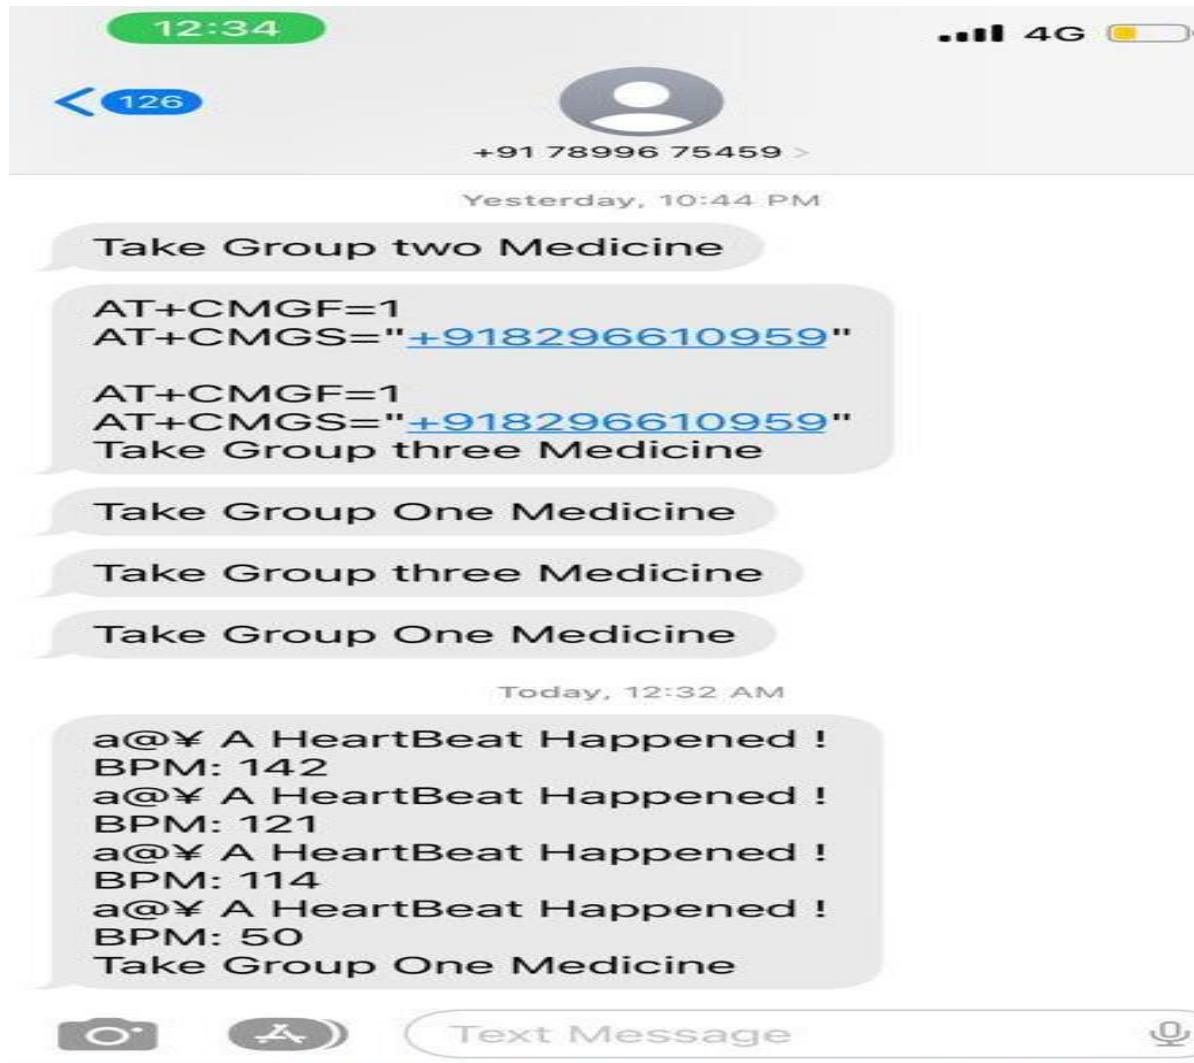 12:34
4G
126
+91 78996 75459 >
Yesterday, 10:44 PM
Take Group two Medicine
AT+CMGF=1
AT+CMGS="+918296610959"
AT+CMGF=1
AT+CMGS="+918296610959"
Take Group three Medicine
Take Group One Medicine
Take Group three Medicine
Take Group One Medicine
Today, 12:32 AM
a@¥ A HeartBeat Happened !
BPM: 142
a@¥ A HeartBeat Happened !
BPM: 121
a@¥ A HeartBeat Happened !
BPM: 114
a@¥ A HeartBeat Happened !
BPM: 50
Take Group One Medicine
Text Message